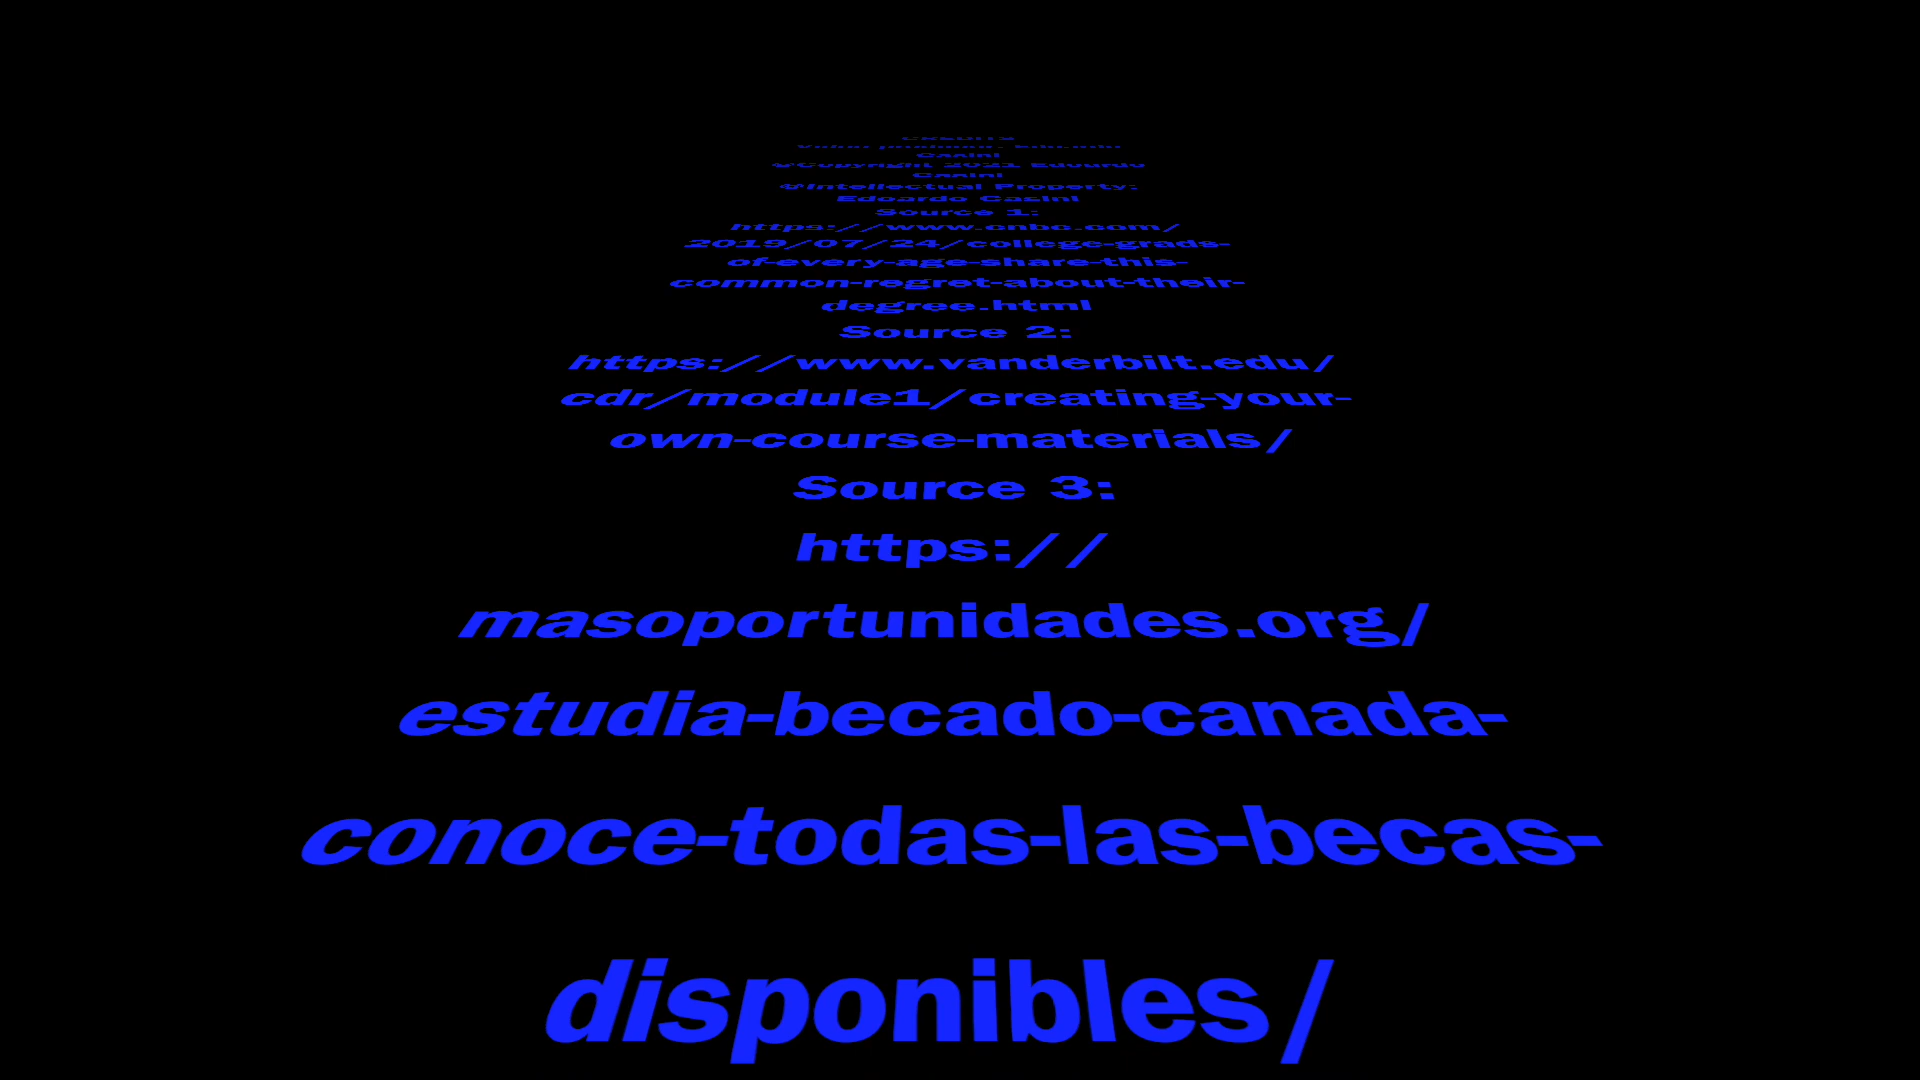 Casini
©Copyright 2021 Edoardo
Casini
©Intellectual Property:
Edoardo Casini
Source 1:
https://www.cnbc.com/
2019/07/24/college-grads-
of-every-age-share-this-
common-regret-about-their-
degree.html
Source 2:
https://www.vanderbilt.edu/
cdr/module1/creating-your-
own-course-materials/
Source 3:
https://
masoportunidades.org/
estudia-becado-canada-
conoce-todas-las-becas-
disponibles/